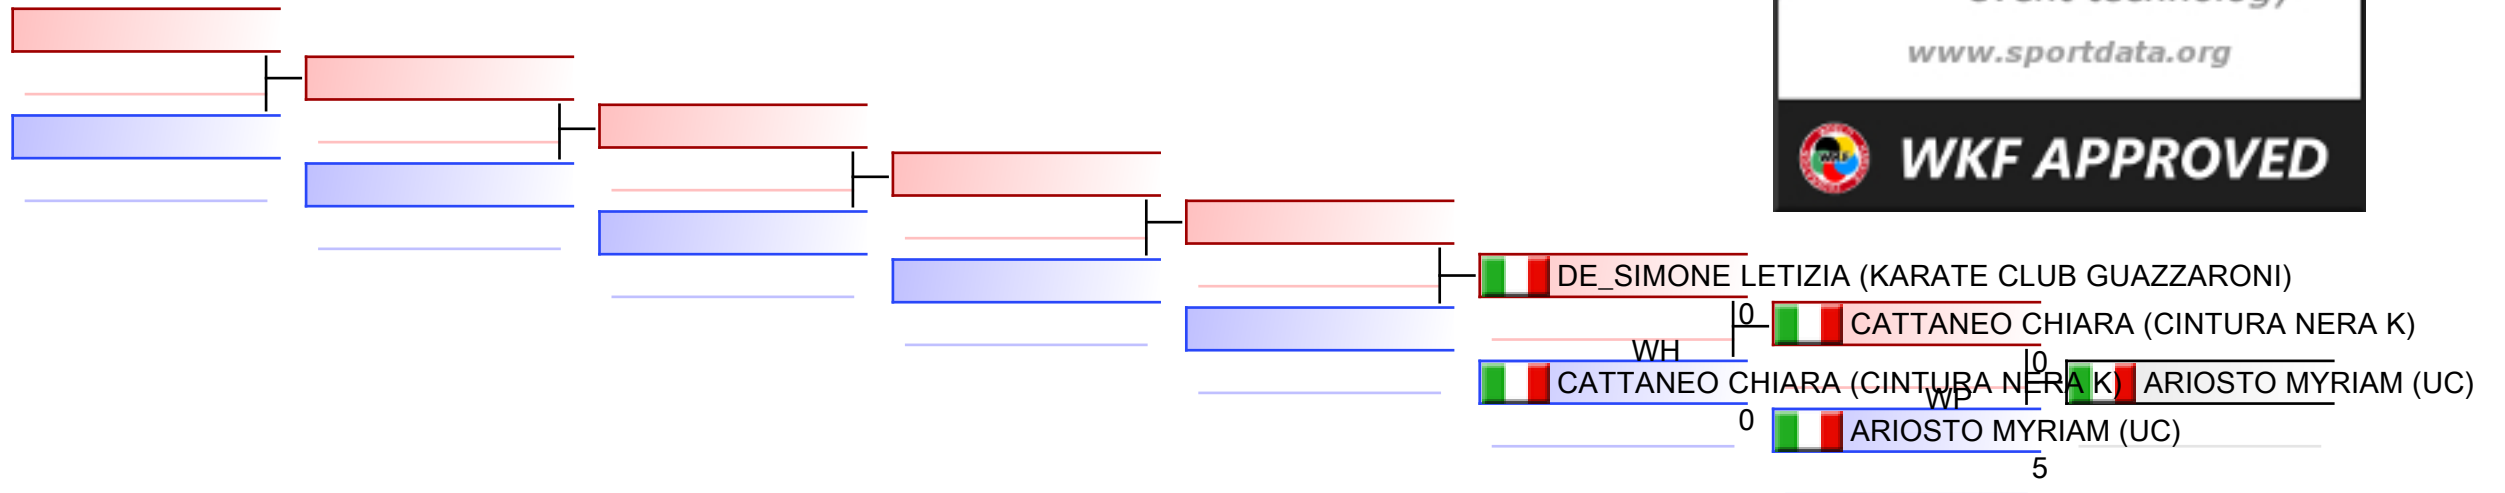 www.sportdata.org
WKF APPROVED
DE_SIMONE LETIZIA (KARATE CLUB GUAZZARONI)
0
CATTANEO CHIARA (CINTURA NERA K)
WH
0
CATTANEO CHIARA (CINTURA NERA K)
ARIOSTO MYRIAM (UC)
WP
0
ARIOSTO MYRIAM (UC)
5